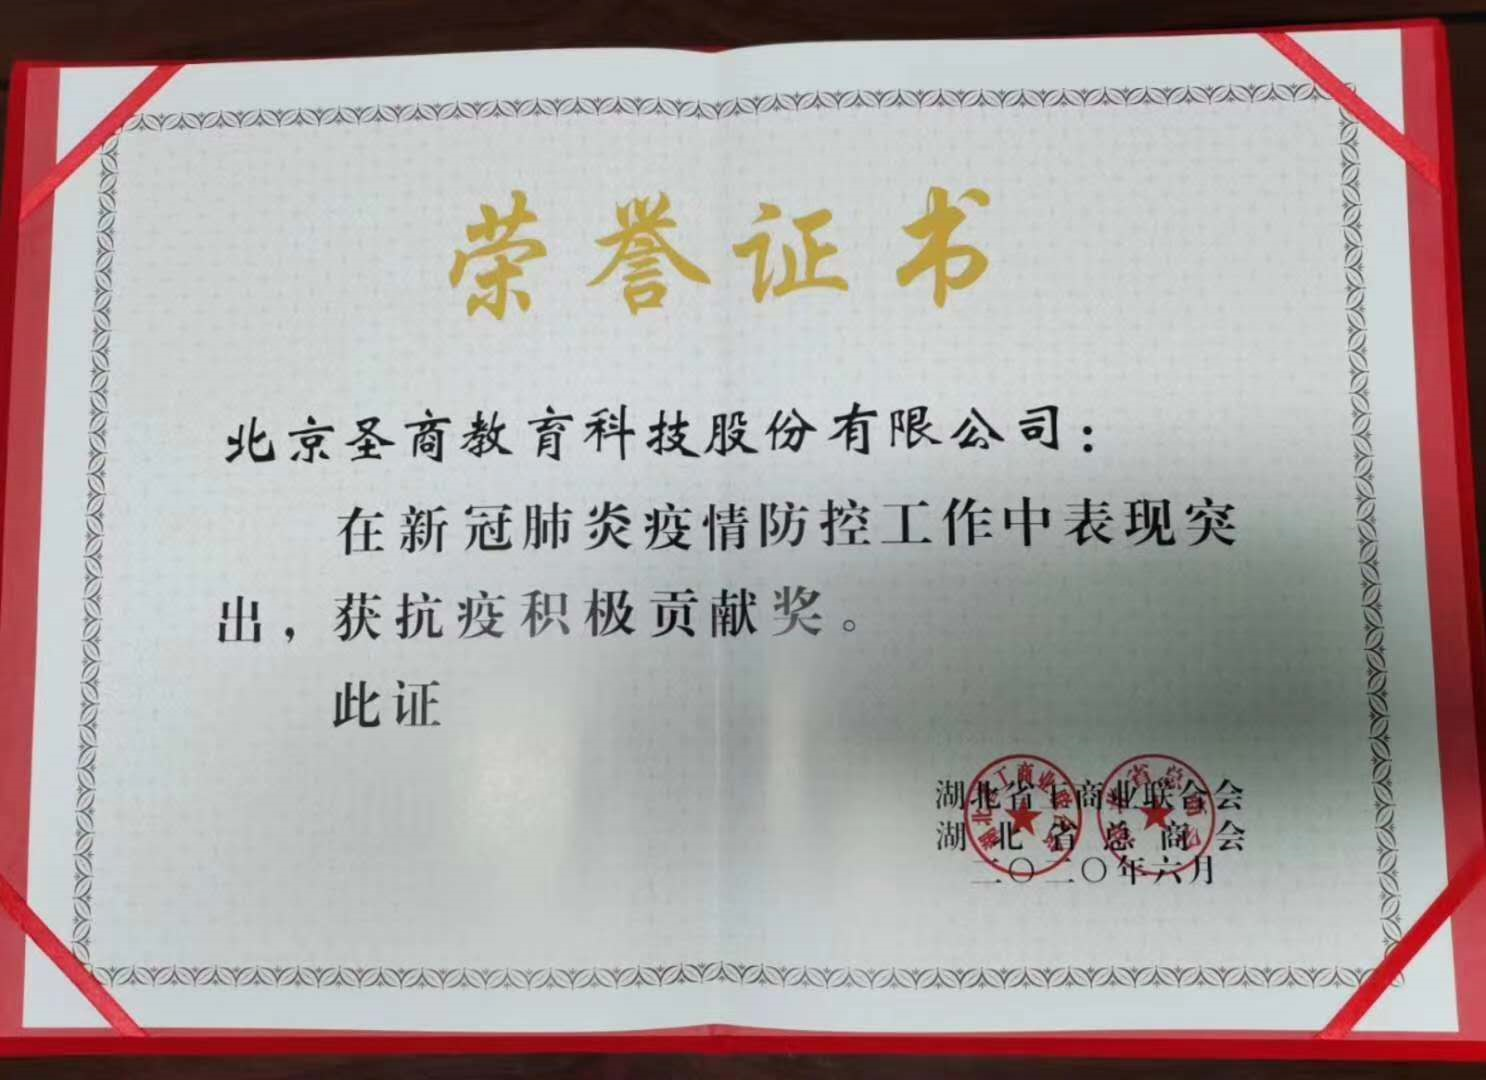 荣誉证书
北京圣商教育科技股份有限公司：
在新冠肺炎疫情防控工作中表现突
出，获抗疫积极贡献奖。
此证
湖北省工商业联合会
湖北省总商会
二〇二〇年六月